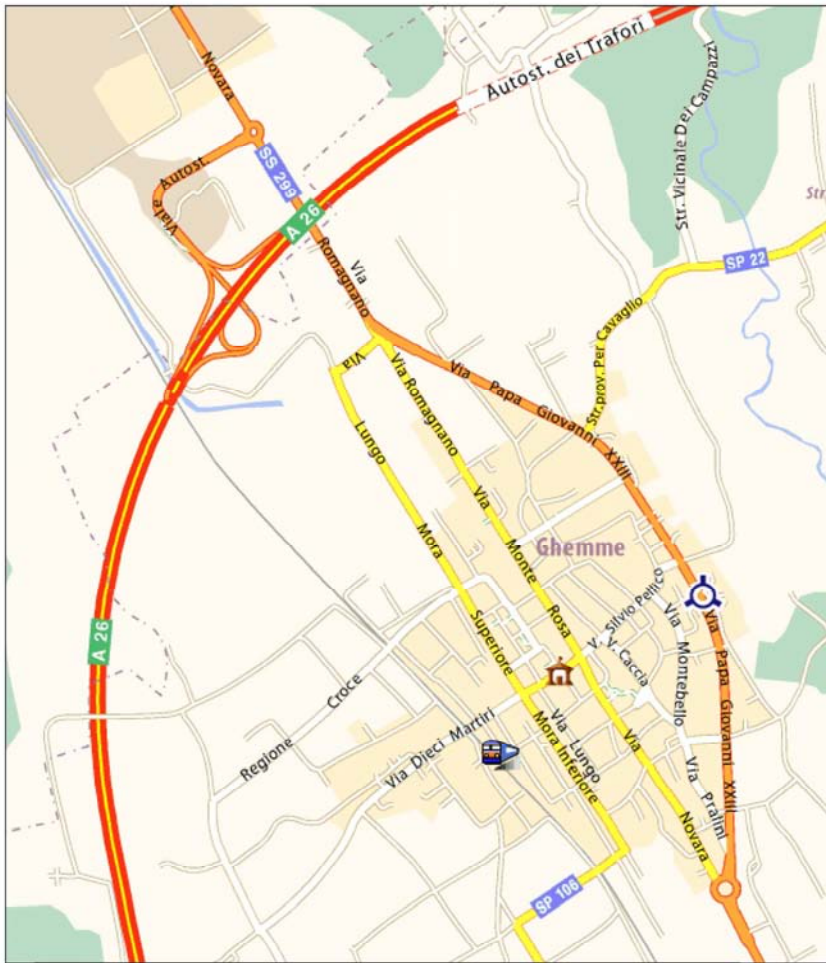 Novara
Autost. dei Trafori
Str. Vicinale Dei Campazzi
Viale Autost.
SS 299
A 26
Str.
Via
Romagnano
SP 22
Str.prov. Per Cavaglio
Via
Via Romagnano
Via Papa Giovanni XXIII
Lungo
Mora
Superiore
Via
Monte
Rosa
Ghemme
V. Silvio Pellico
V. Caccia
Via Montebello
Via Papa Giovanni XXIII
A 26
Regione Croce
Via Dieci Martiri
Via Lungo
Mora Inferiore
Via
Novara
Via Pralini
SP 106